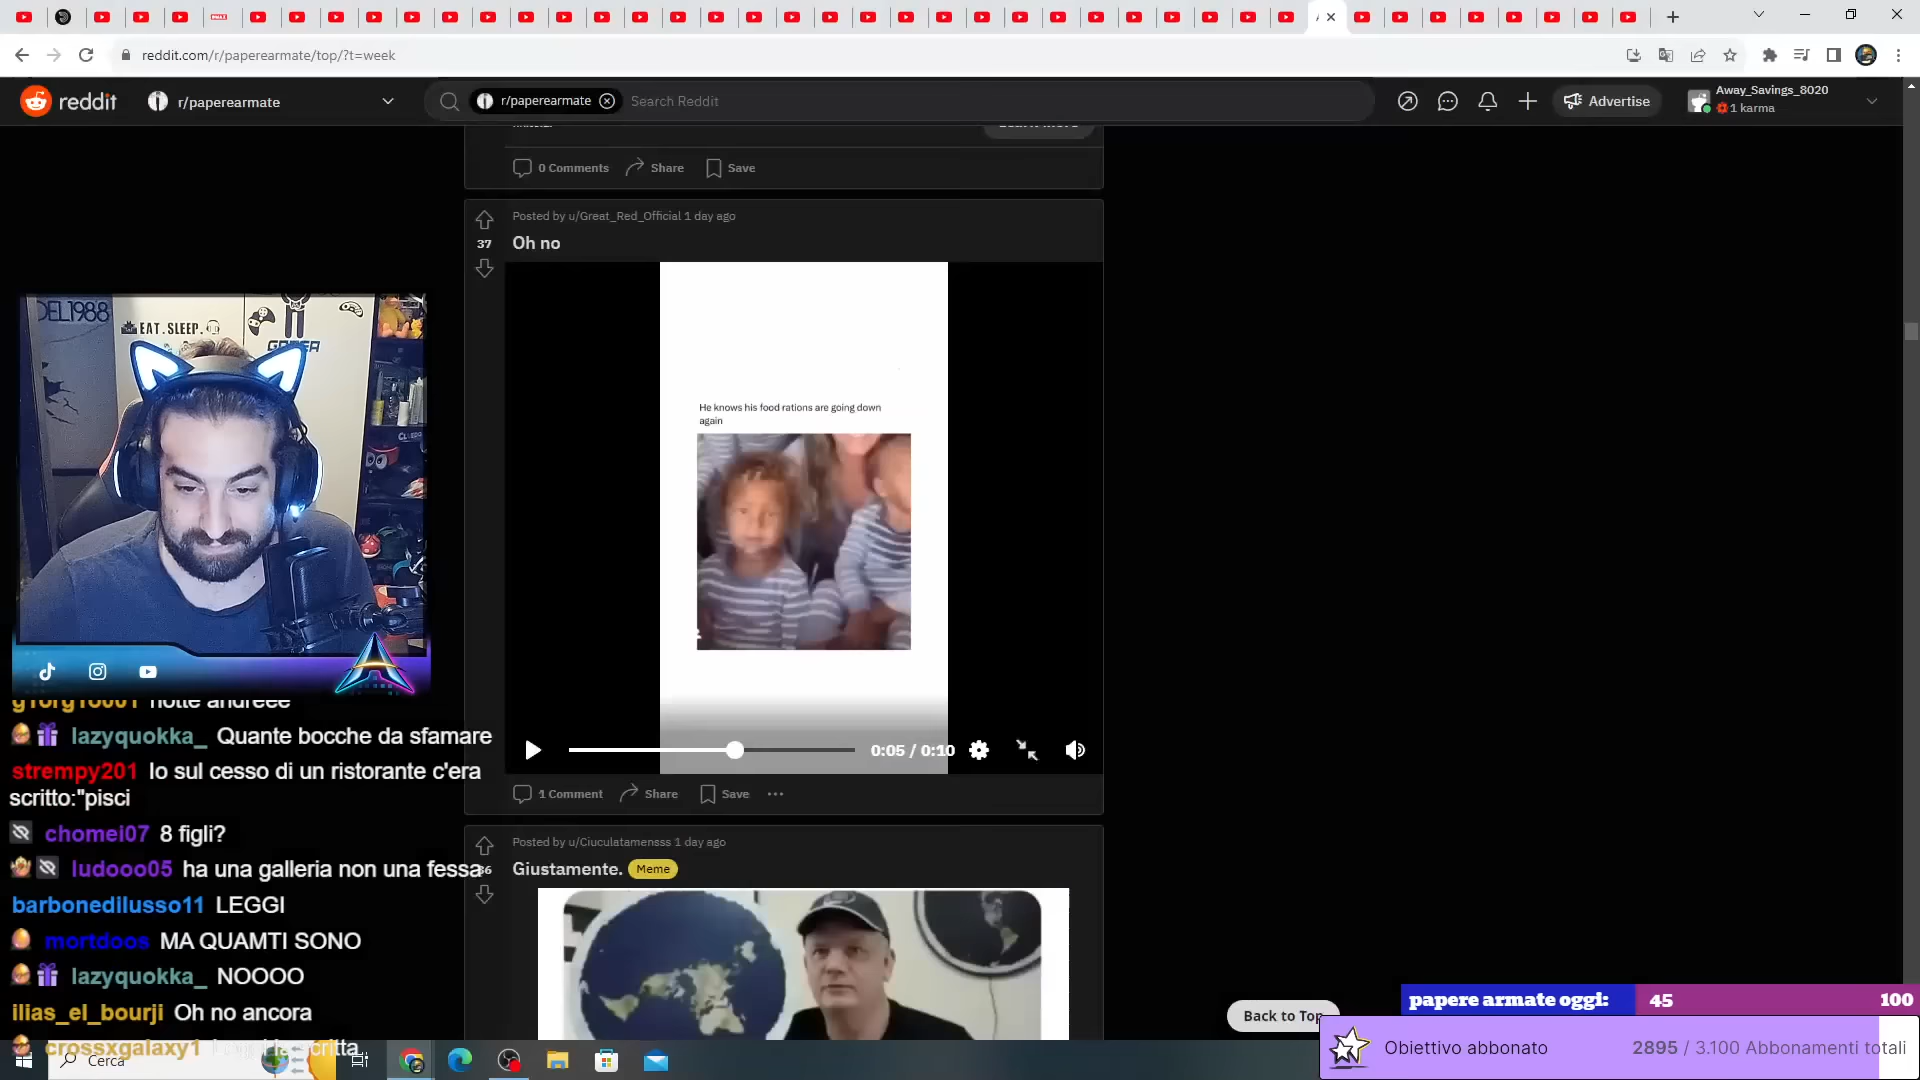 reddit.com/r/paperearmate/top/?t=week
reddit
r/paperearmate
r/paperearmate
Search Reddit
Advertise
Away_Savings_8020
1 karma
0 Comments
Share
Save
Posted by u/Great_Red_Official 1 day ago
37
Oh no
DEL1988
EAT.SLEEP.
He knows his food rations are going down
again
0:05 / 0:10
1 Comment
Share
Save
Posted by u/Ciuculatamensss 1 day ago
Giustamente.
Meme
lazyquokka_ Quante bocche da sfamare
strempy201 Io sul cesso di un ristorante c'era
scritto:"pisci
chomei07 8 figli?
ludooo05 ha una galleria non una fessa
barbonedilusso11 LEGGI
mortdoos MA QUAMTI SONO
lazyquokka_ NOOOO
ilias_el_bourji Oh no ancora
crossxgalaxy1
Back to Top
papere armate oggi:
45
100
Obiettivo abbonato
2895 / 3.100 Abbonamenti totali
Cerca